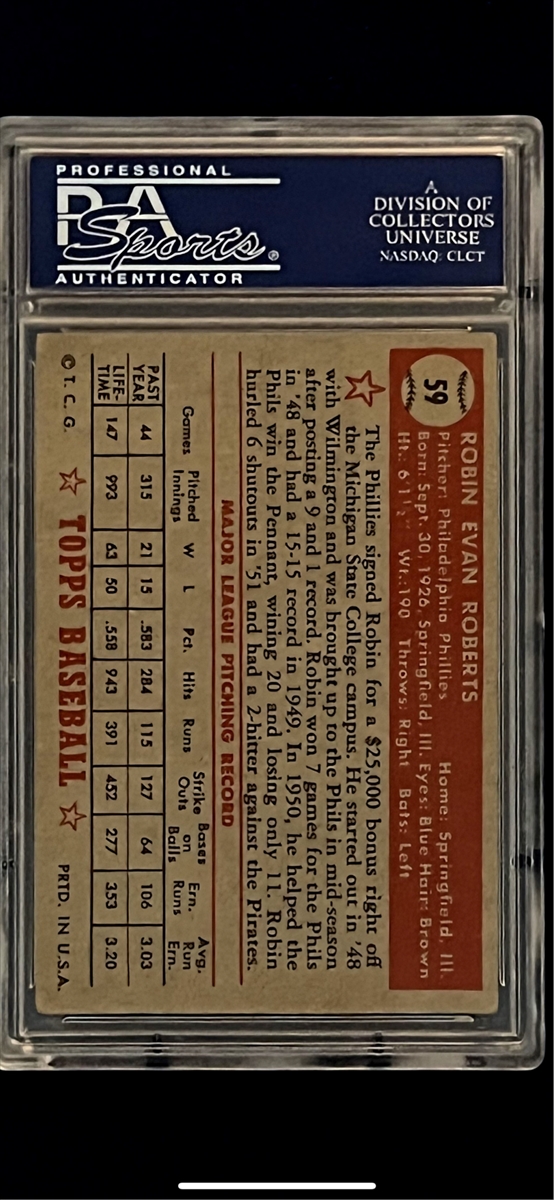 PROFESSIONAL
PSA
Sports®
AUTHENTICATOR
A
DIVISION OF
COLLECTORS
UNIVERSE
NASDAQ: CLCT
59
ROBIN EVAN ROBERTS
Pitcher: Philadelphia Phillies Home: Springfield, Ill.
Born: Sept. 30, 1926, Springfield, Ill. Eyes: Blue Hair: Brown
Ht.: 6'1½" Wt.: 190 Throws: Right Bats: Left
The Phillies signed Robin for a $25,000 bonus right off
the Michigan State College campus. He started out in '48
with Wilmington and was brought up to the Phils in mid-season
after posting a 9 and 1 record. Robin won 7 games for the Phils
in '48 and had a 15-15 record in 1949. In 1950, he helped the
Phils win the Pennant, wining 20 and losing only 11. Robin
hurled 6 shutouts in '51 and had a 2-hitter against the Pirates.
MAJOR LEAGUE PITCHING RECORD
Games Pitched Innings W L Pct. Hits Runs Strike Outs Bases on Balls Ern. Runs Avg. Run Ern.
PAST YEAR 44 315 21 15 .583 284 115 127 64 106 3.03
LIFE-TIME 147 993 63 50 .558 943 391 452 277 353 3.20
© T. C. G. TOPPS BASEBALL PRTD. IN U.S.A.